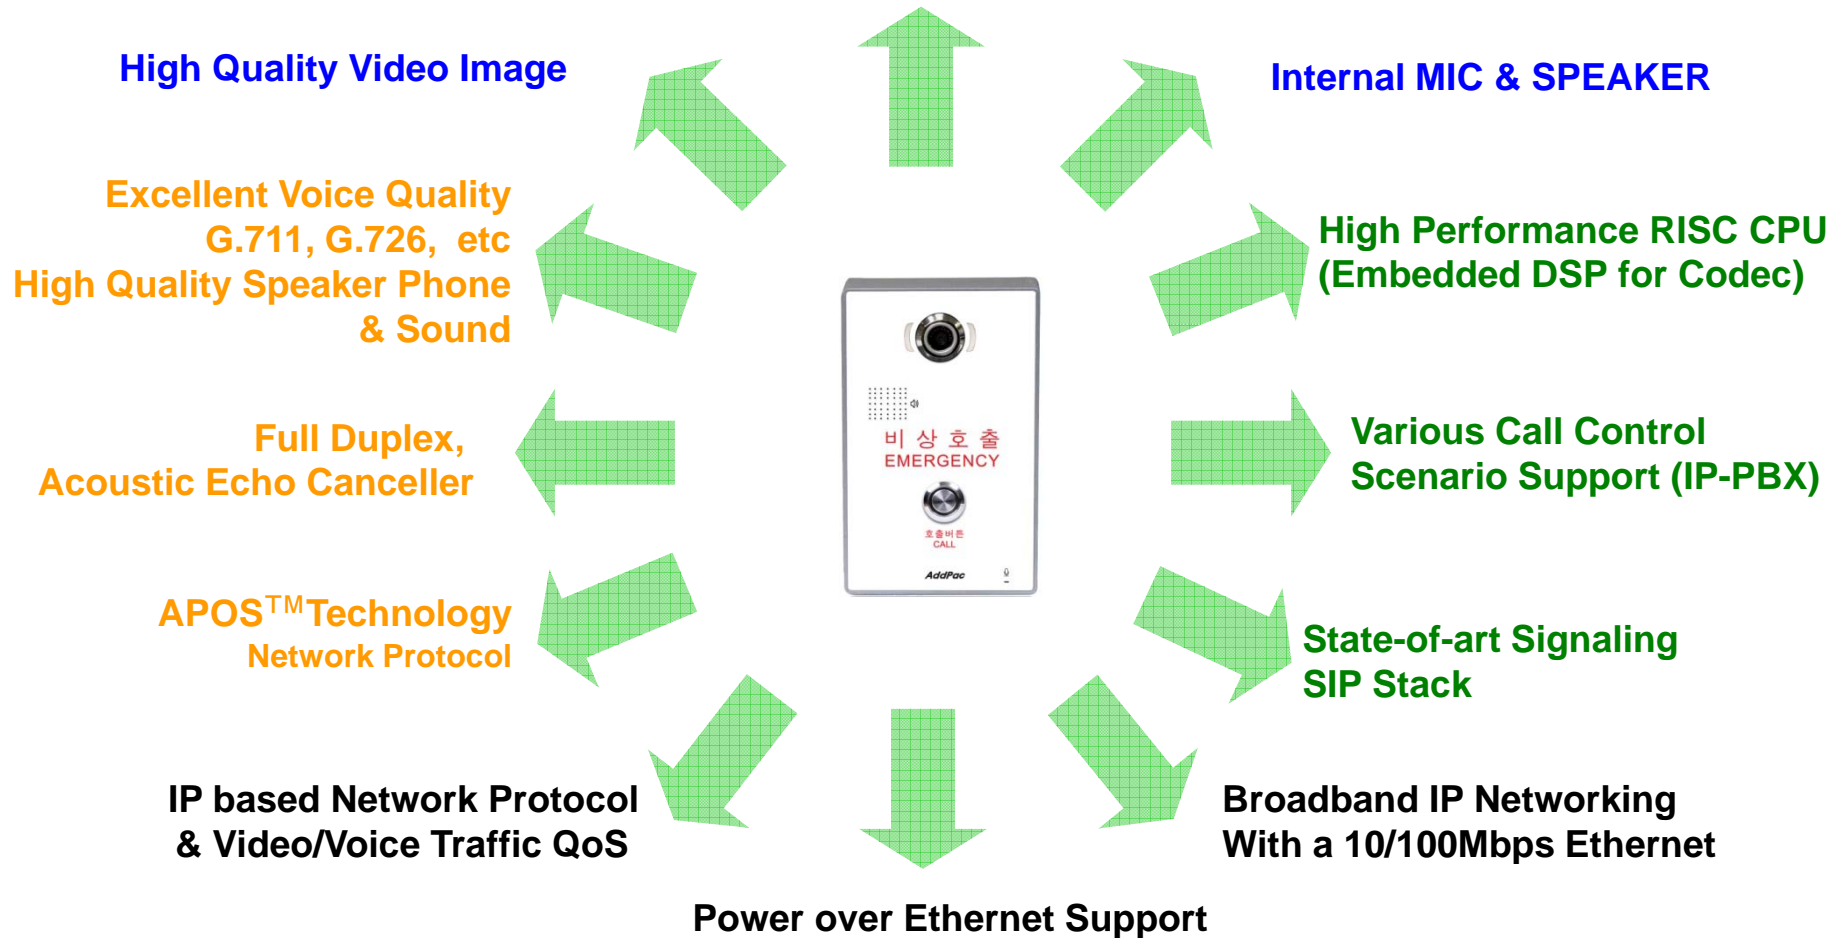 High Quality Video Image
Internal MIC & SPEAKER
Excellent Voice Quality
G.711, G.726, etc
High Quality Speaker Phone
& Sound
High Performance RISC CPU
(Embedded DSP for Codec)
Full Duplex,
Acoustic Echo Canceller
비상호출
EMERGENCY
호출버튼
CALL
AddPac
Various Call Control
Scenario Support (IP-PBX)
APOS™Technology
Network Protocol
State-of-art Signaling
SIP Stack
IP based Network Protocol
& Video/Voice Traffic QoS
Broadband IP Networking
With a 10/100Mbps Ethernet
Power over Ethernet Support